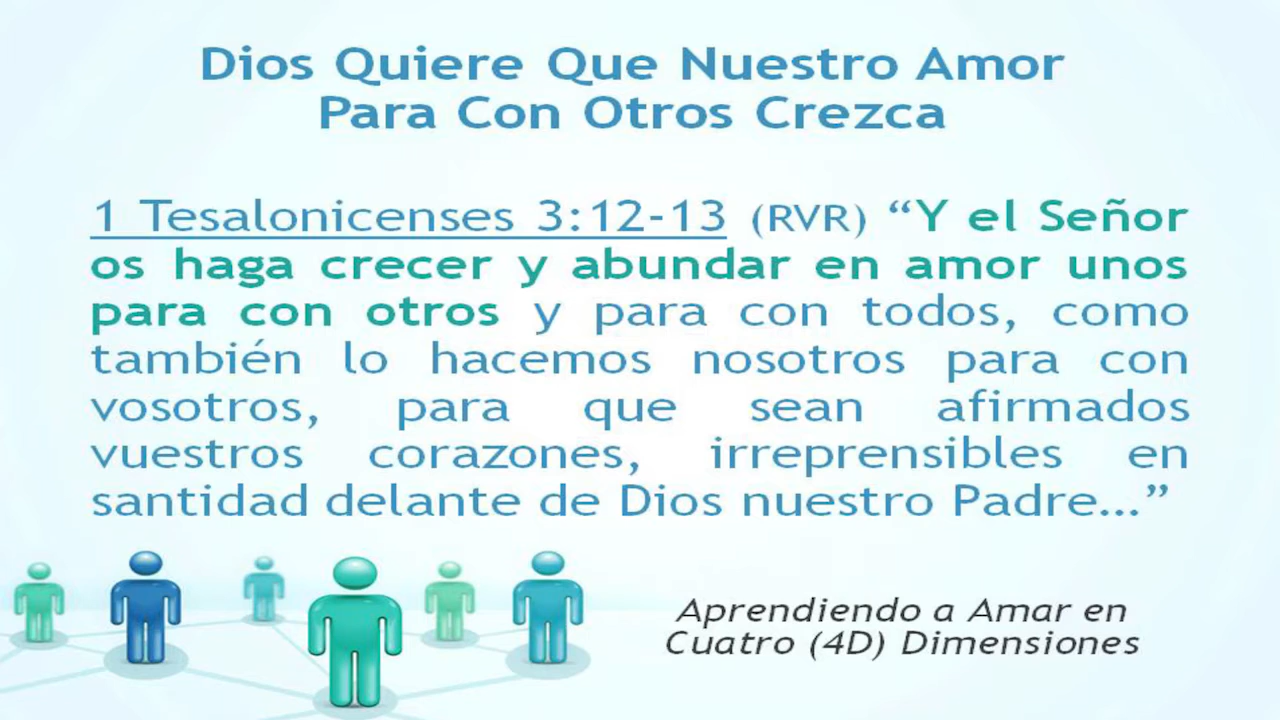 Dios Quiere Que Nuestro Amor
Para Con Otros Crezca
1 Tesalonicenses 3:12-13 (RVR) “Y el Señor
os haga crecer y abundar en amor unos
para con otros y para con todos, como
también lo hacemos nosotros para con
vosotros, para que sean afirmados
vuestros corazones, irreprensibles en
santidad delante de Dios nuestro Padre…”
Aprendiendo a Amar en
Cuatro (4D) Dimensiones